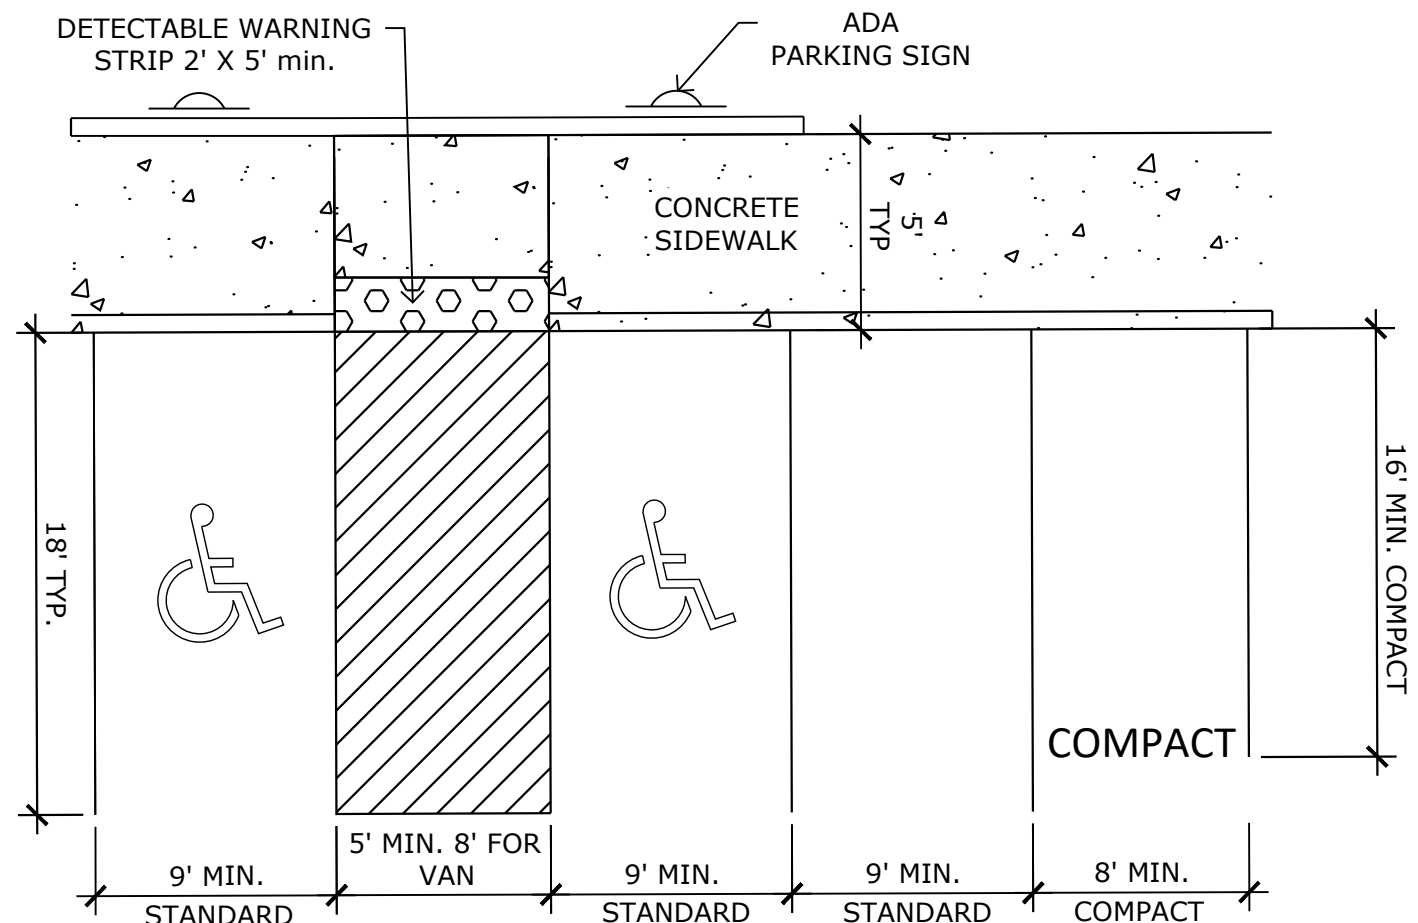 DETECTABLE WARNING
STRIP 2' X 5' min.
ADA
PARKING SIGN
CONCRETE
SIDEWALK
5'
TYP
18' TYP.
16' MIN. COMPACT
COMPACT
5' MIN. 8' FOR
VAN
9' MIN.
STANDARD
9' MIN.
STANDARD
9' MIN.
STANDARD
8' MIN.
COMPACT